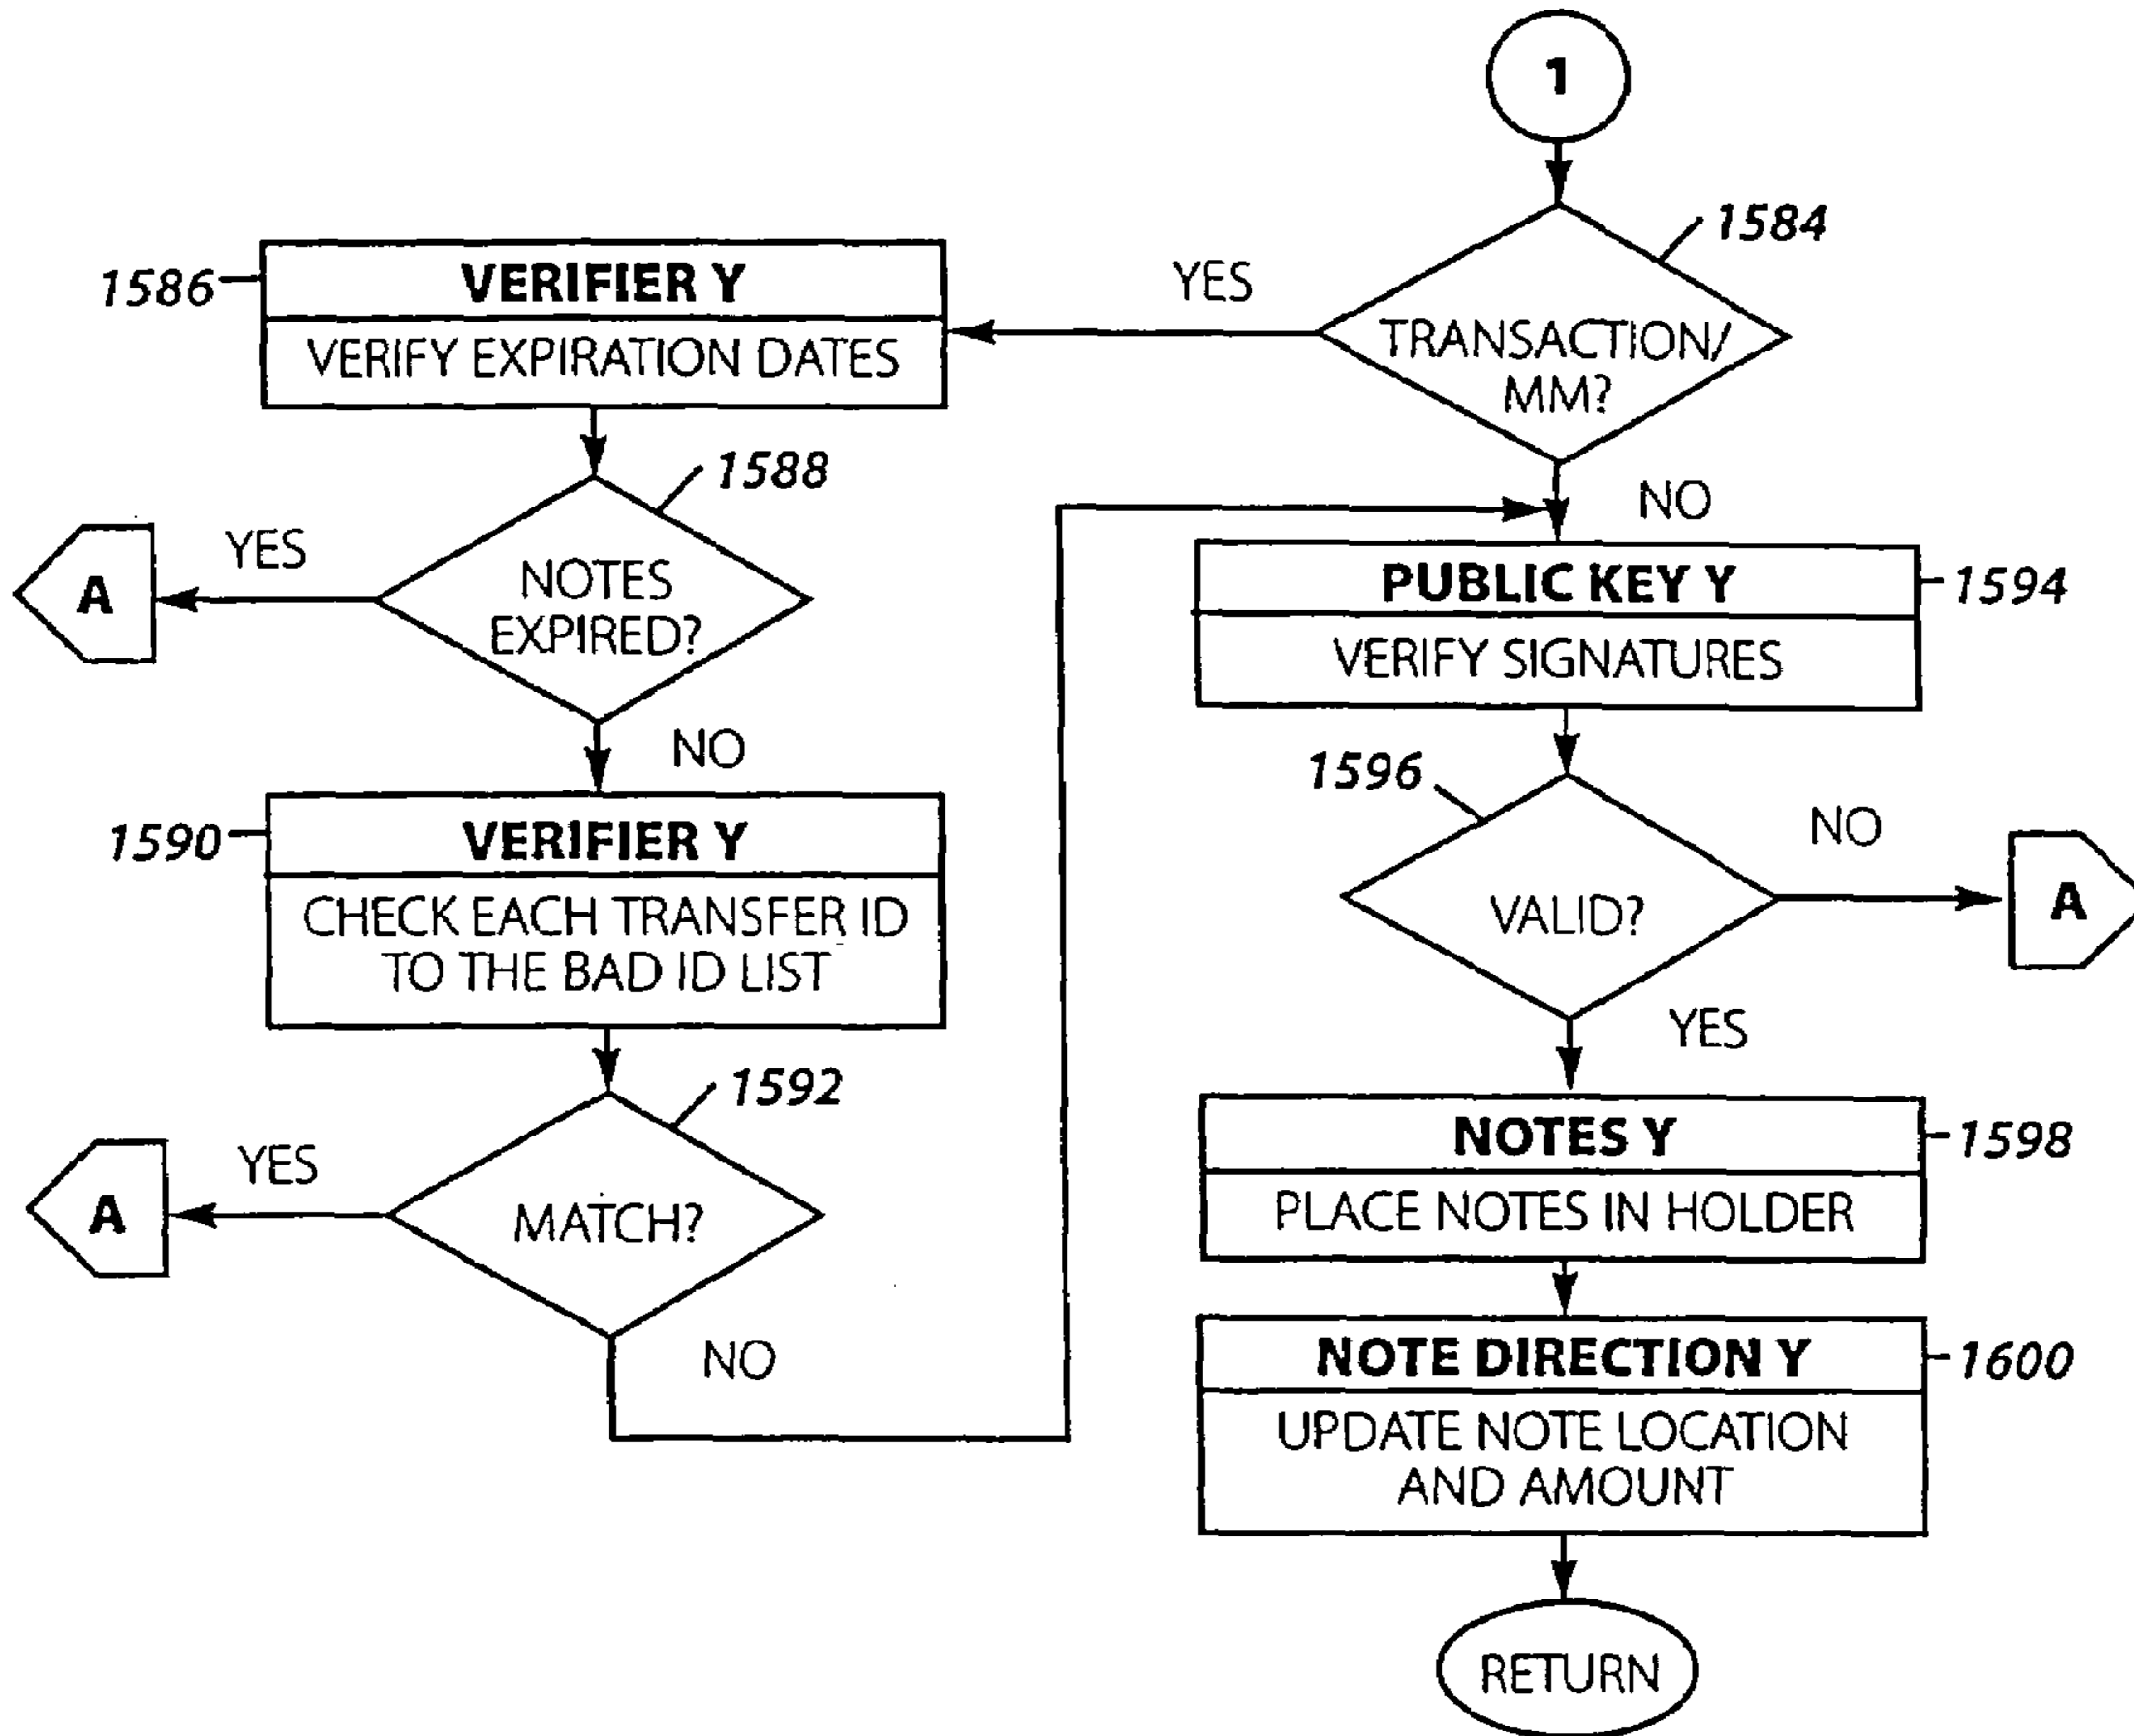 1
1584
TRANSACTION/
MM?
YES
NO
1586
VERIFIER Y
VERIFY EXPIRATION DATES
1588
NOTES
EXPIRED?
YES
A
NO
1590
VERIFIER Y
CHECK EACH TRANSFER ID
TO THE BAD ID LIST
1592
MATCH?
YES
A
NO
PUBLIC KEY Y
1594
VERIFY SIGNATURES
1596
VALID?
NO
A
YES
NOTES Y
1598
PLACE NOTES IN HOLDER
NOTE DIRECTION Y
1600
UPDATE NOTE LOCATION
AND AMOUNT
RETURN